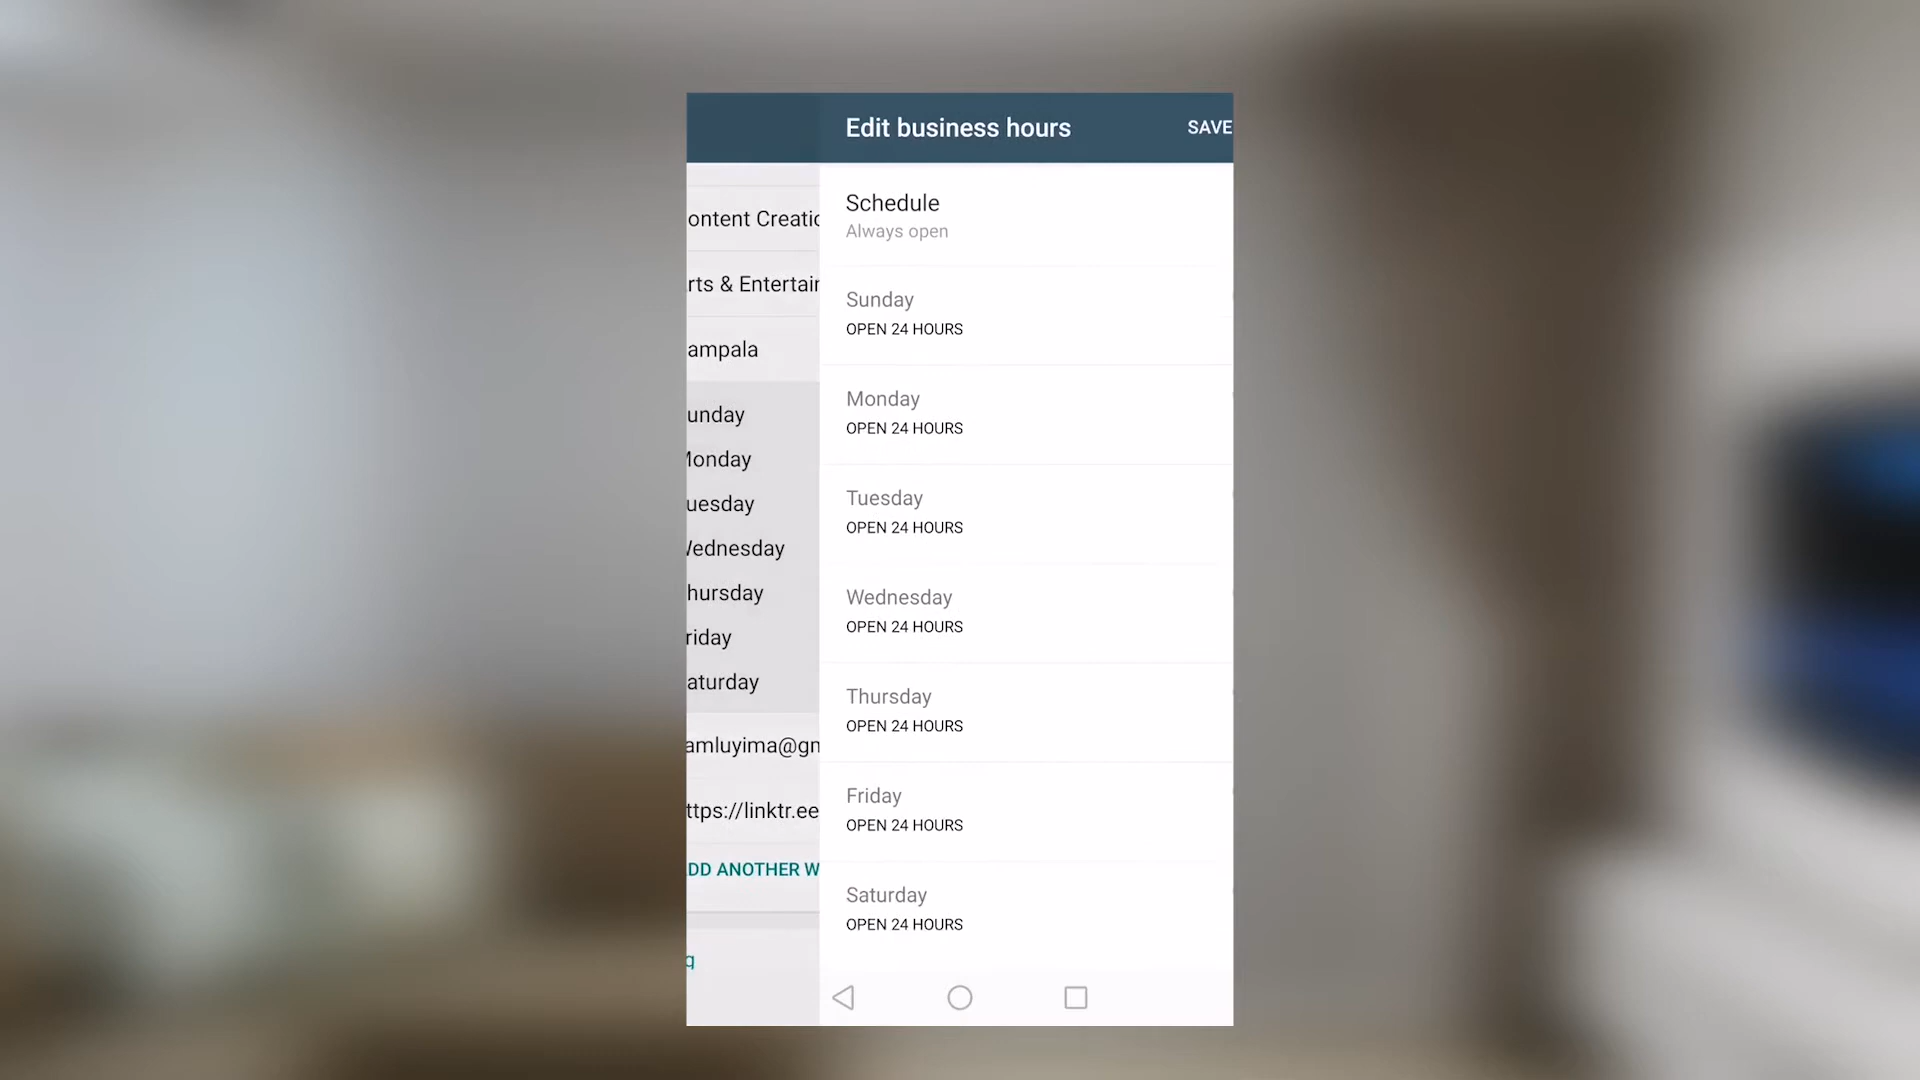 Edit business hours
SAVE
Schedule
Always open
Sunday
OPEN 24 HOURS
Monday
OPEN 24 HOURS
Tuesday
OPEN 24 HOURS
Wednesday
OPEN 24 HOURS
Thursday
OPEN 24 HOURS
Friday
OPEN 24 HOURS
Saturday
OPEN 24 HOURS
ontent Creatio
rts & Entertain
ampala
unday
Monday
uesday
Wednesday
hursday
riday
aturday
amluyima@gm
ttps://linktr.ee
DD ANOTHER W
q